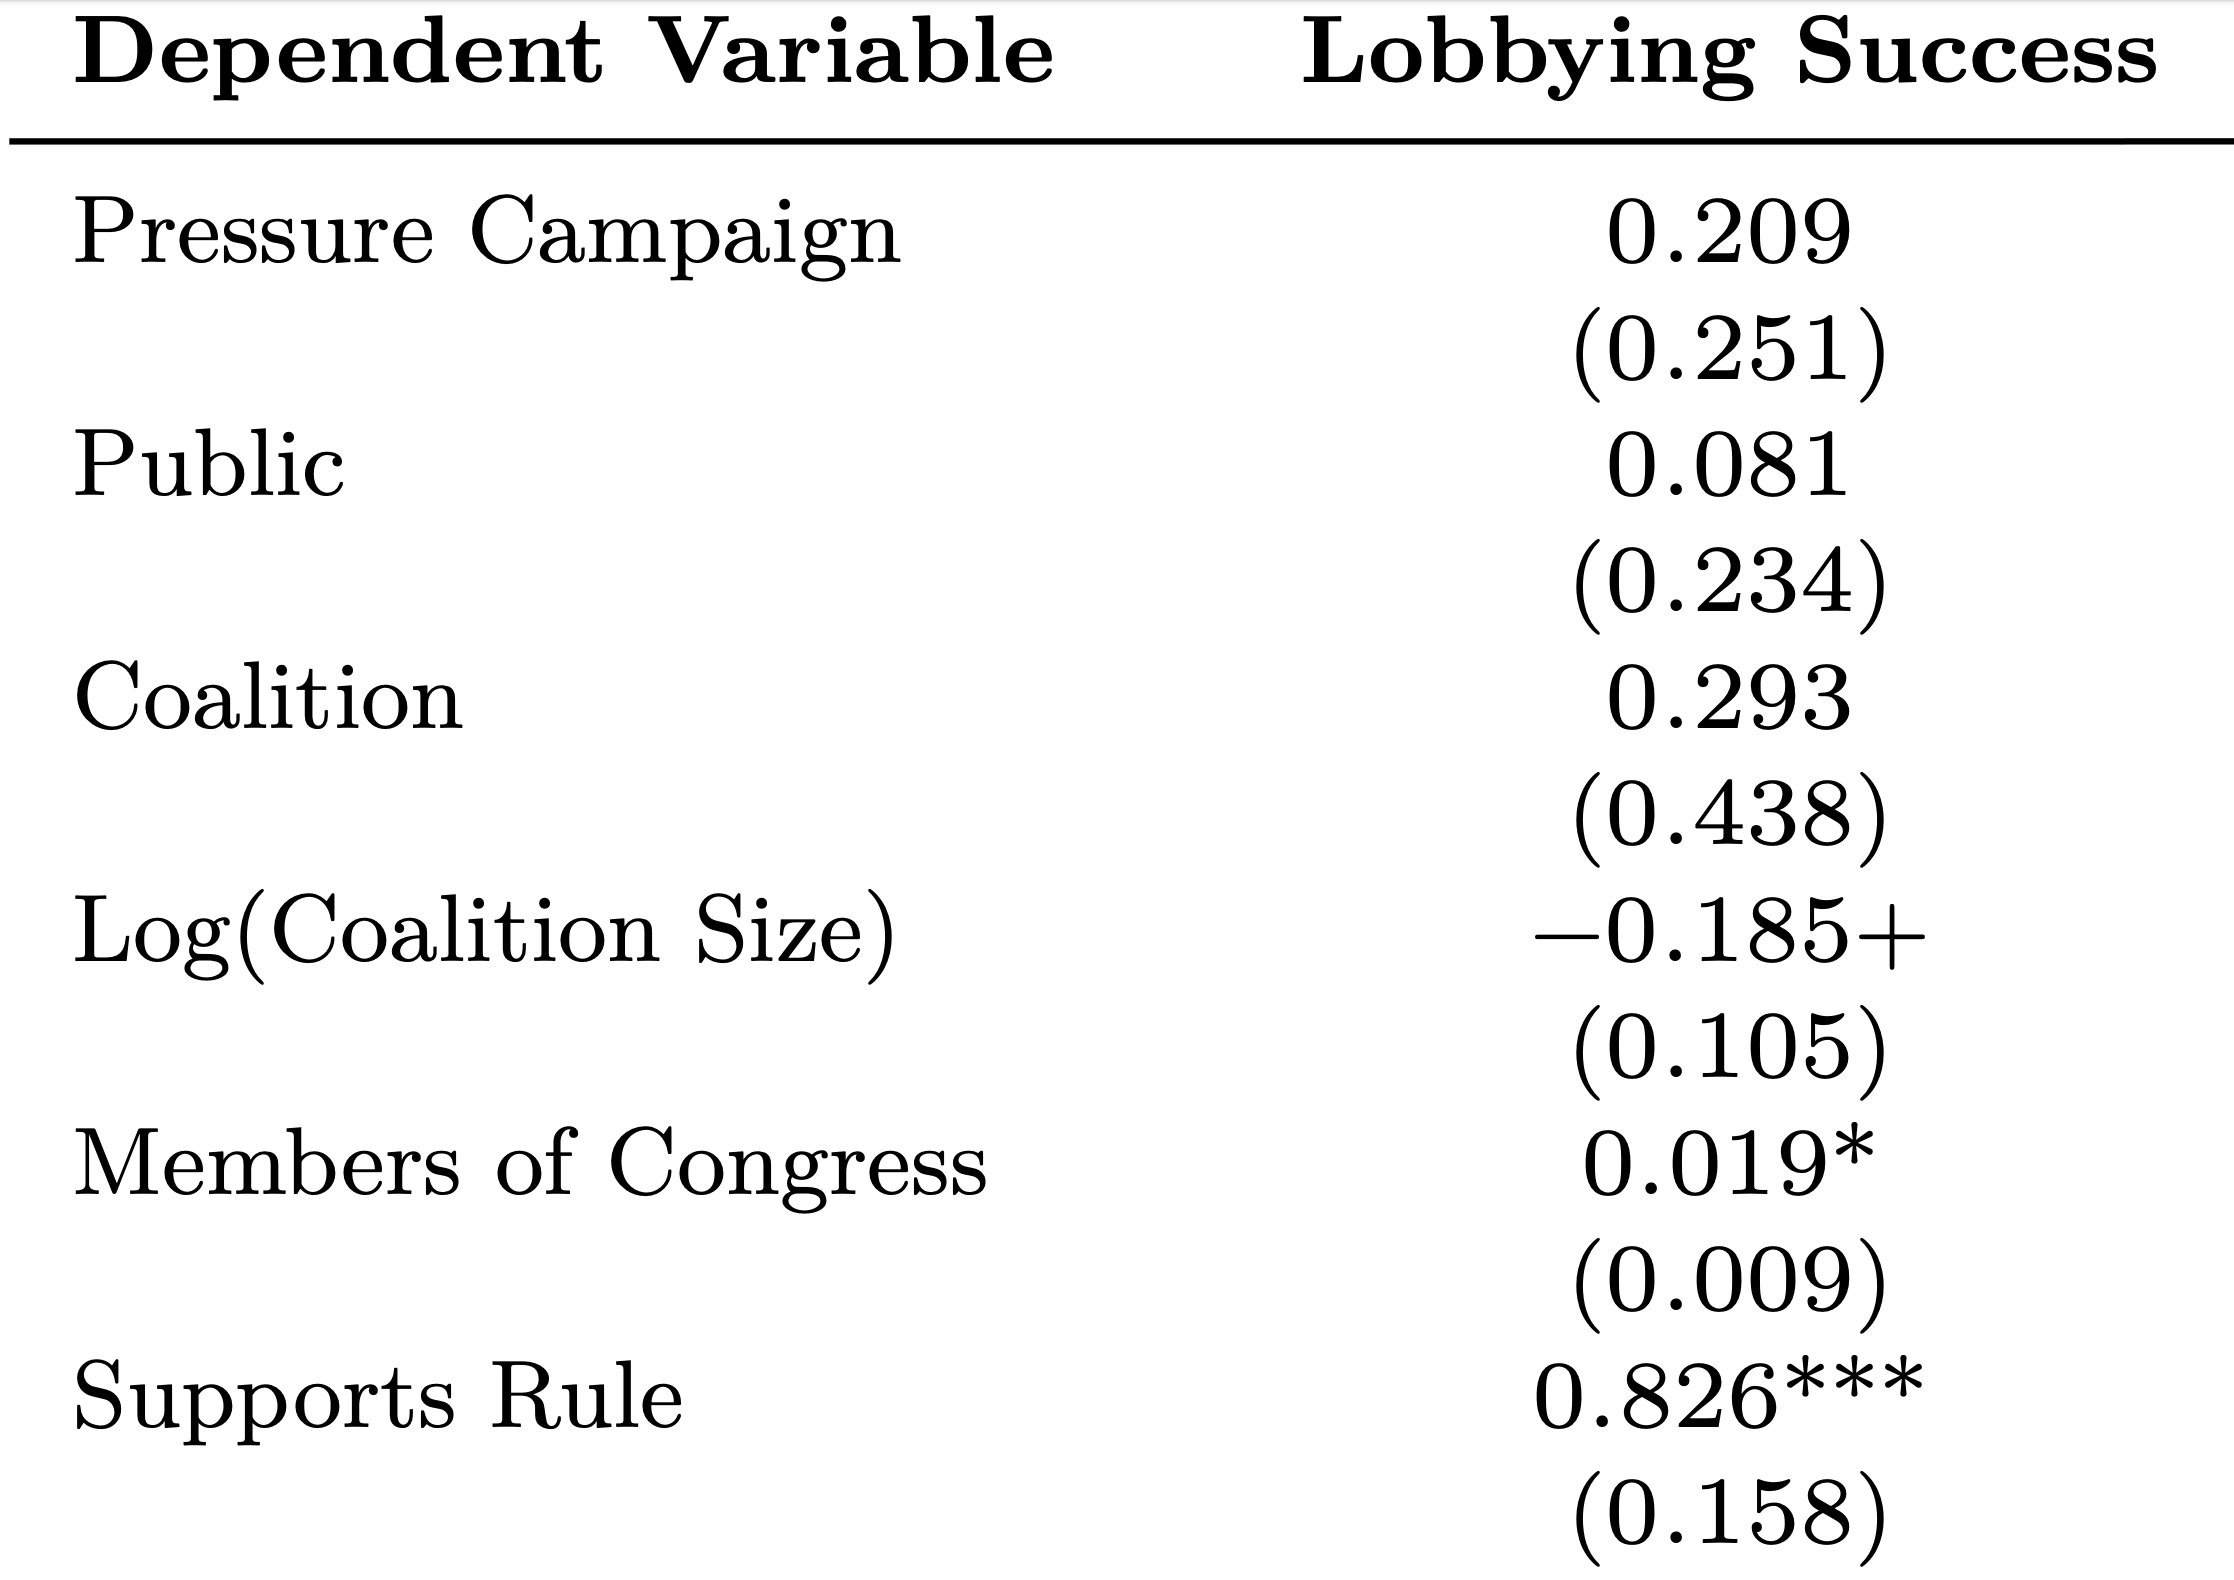 Dependent Variable Lobbying Success
Pressure Campaign 0.209
(0.251)
Public 0.081
(0.234)
Coalition 0.293
(0.438)
Log(Coalition Size) −0.185+
(0.105)
Members of Congress 0.019*
(0.009)
Supports Rule 0.826***
(0.158)